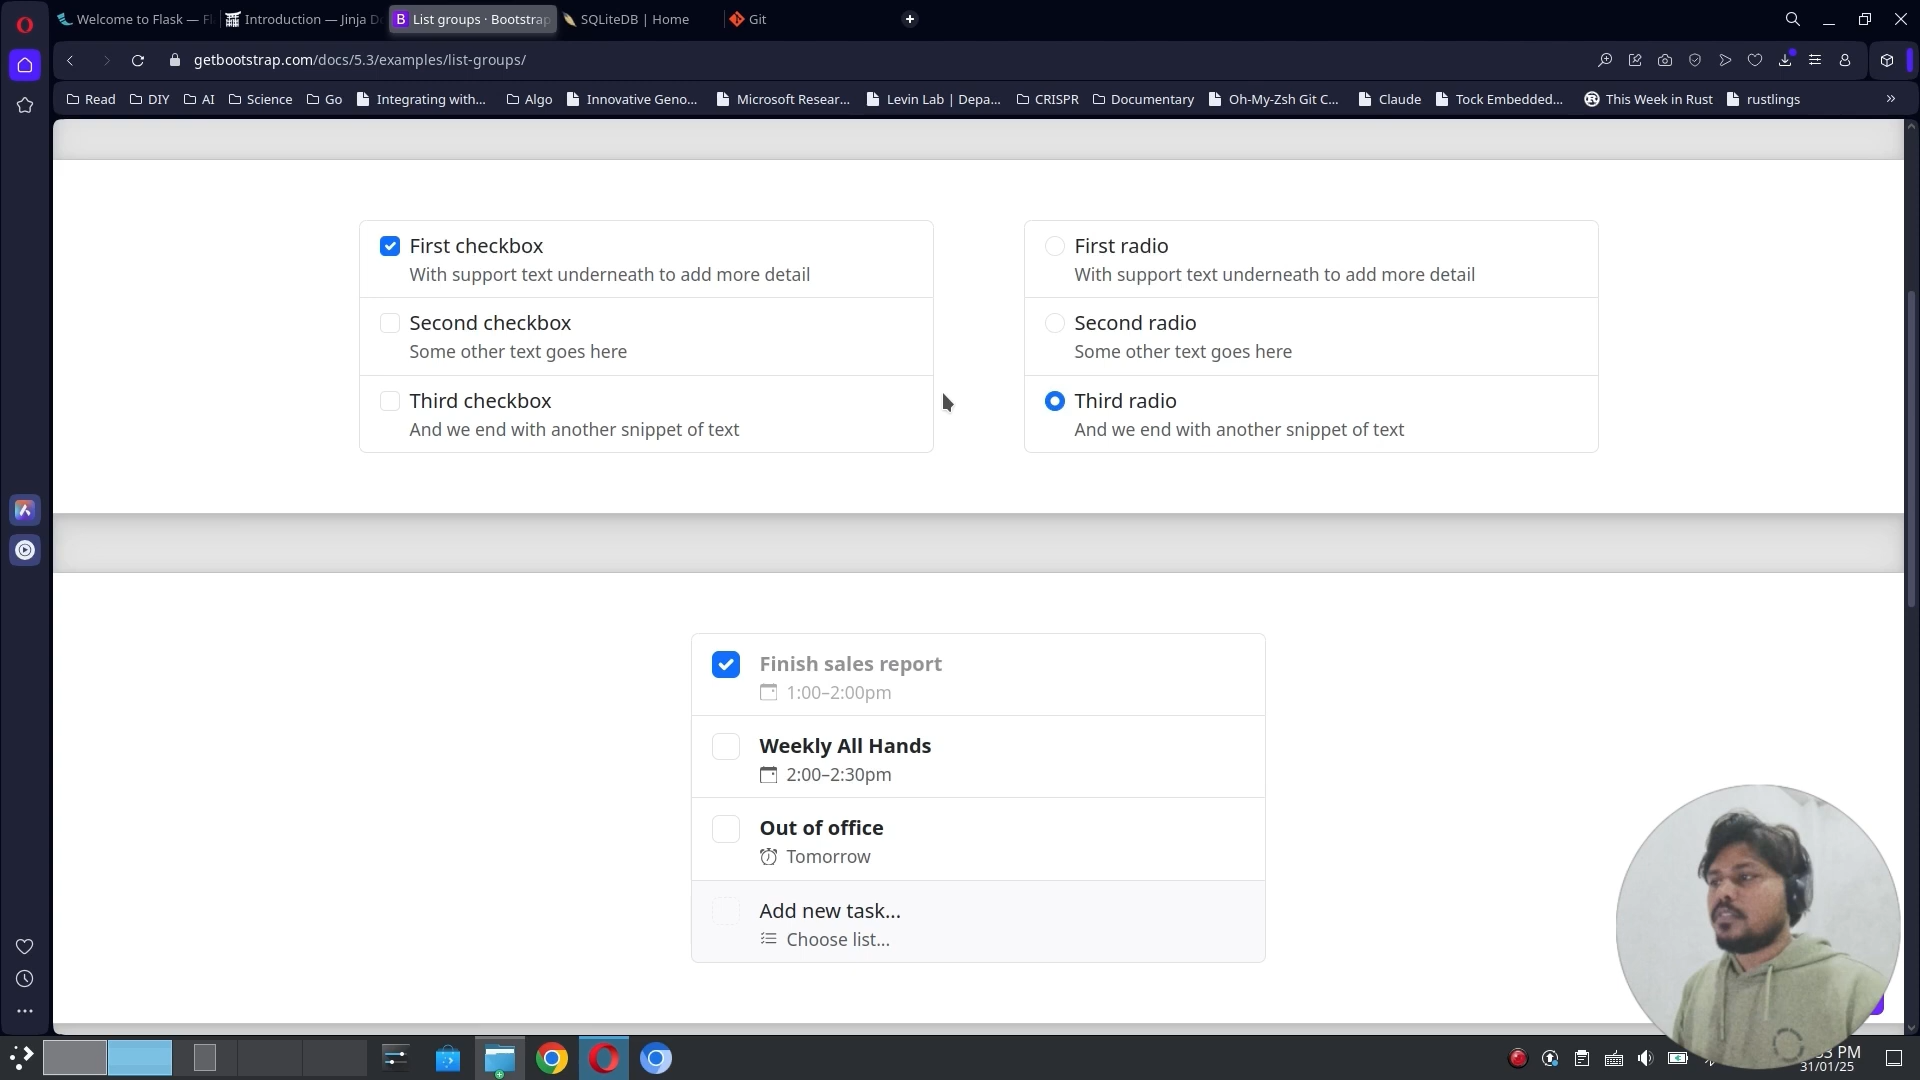 Welcome to Flask — Fl
Introduction — Jinja D
List groups · Bootstrap
SQLiteDB | Home
Git
getbootstrap.com/docs/5.3/examples/list-groups/
Read
DIY
AI
Science
Go
Integrating with...
Algo
Innovative Geno...
Microsoft Resear...
Levin Lab | Depa...
CRISPR
Documentary
Oh-My-Zsh Git C...
Claude
Tock Embedded...
This Week in Rust
rustlings
First checkbox
With support text underneath to add more detail
Second checkbox
Some other text goes here
Third checkbox
And we end with another snippet of text
First radio
With support text underneath to add more detail
Second radio
Some other text goes here
Third radio
And we end with another snippet of text
Finish sales report
1:00–2:00pm
Weekly All Hands
2:00–2:30pm
Out of office
Tomorrow
Add new task...
Choose list...
PM
31/01/25